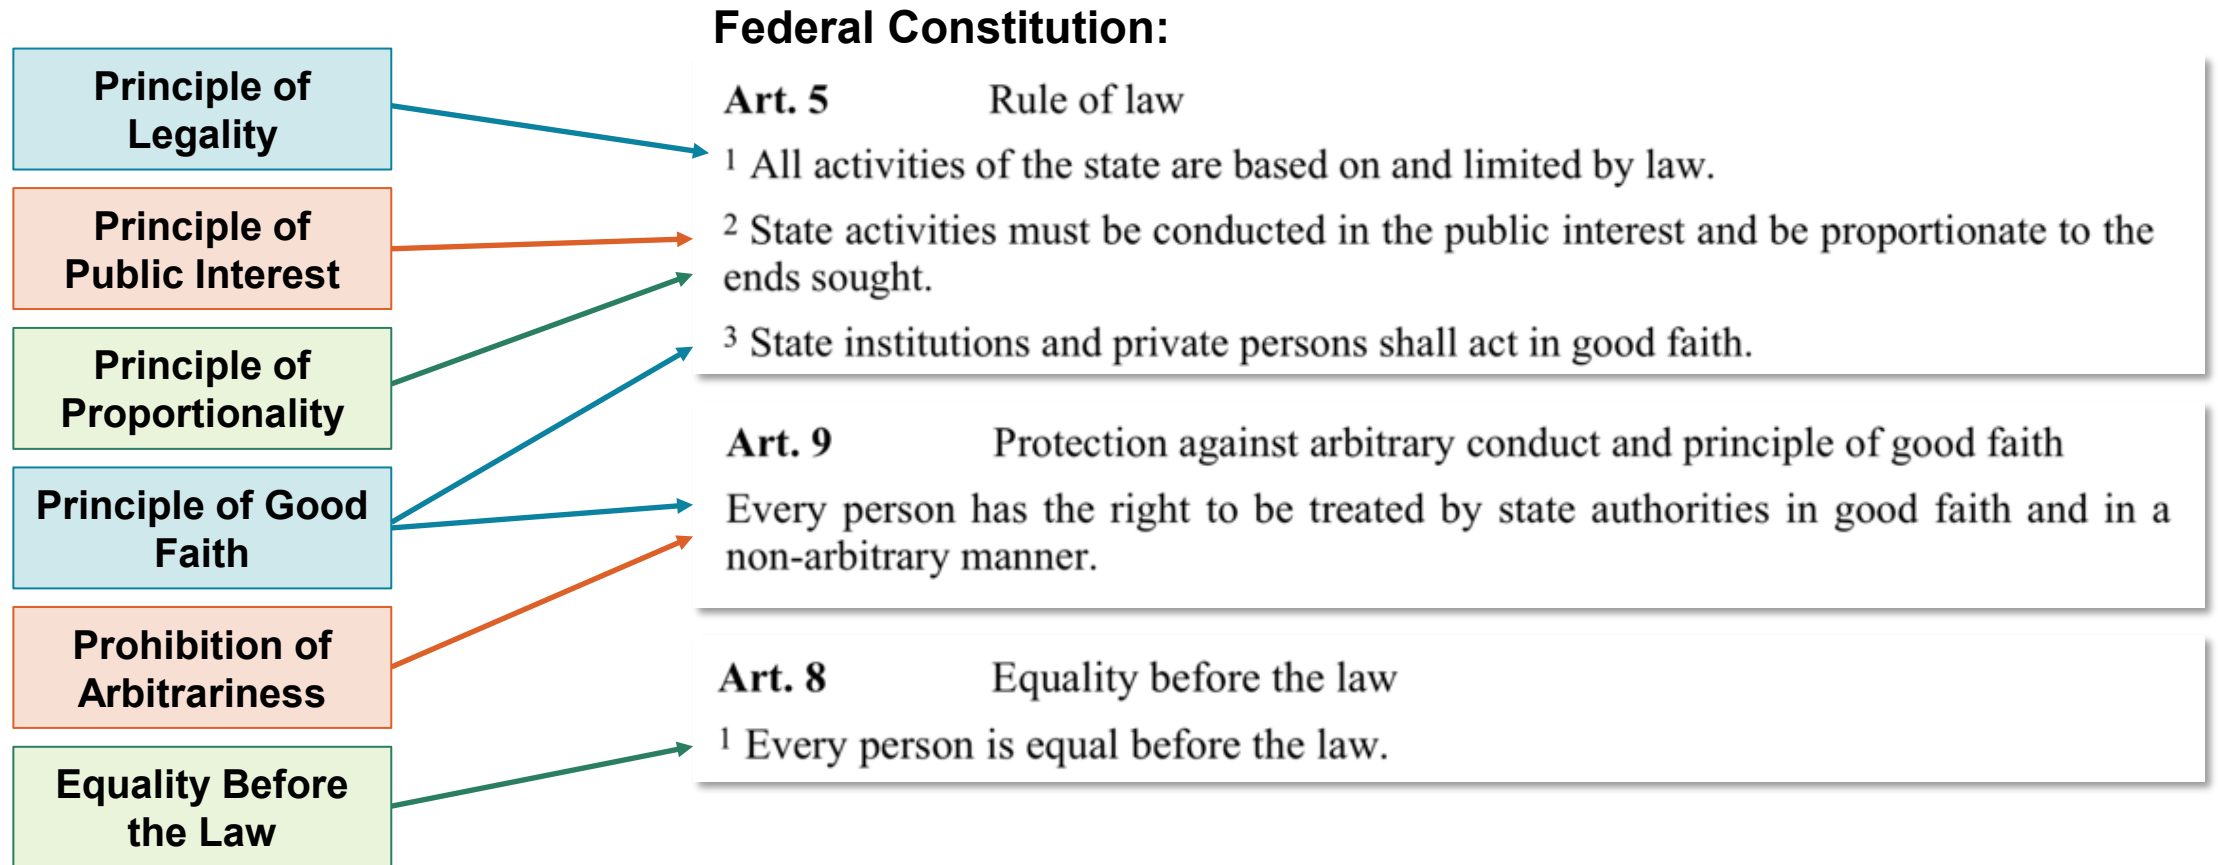 Federal Constitution:
Principle of
Legality
Principle of
Public Interest
Principle of
Proportionality
Principle of Good
Faith
Prohibition of
Arbitrariness
Equality Before
the Law
Art. 5 Rule of law
1 All activities of the state are based on and limited by law.
2 State activities must be conducted in the public interest and be proportionate to the
ends sought.
3 State institutions and private persons shall act in good faith.
Art. 9 Protection against arbitrary conduct and principle of good faith
Every person has the right to be treated by state authorities in good faith and in a
non-arbitrary manner.
Art. 8 Equality before the law
1 Every person is equal before the law.